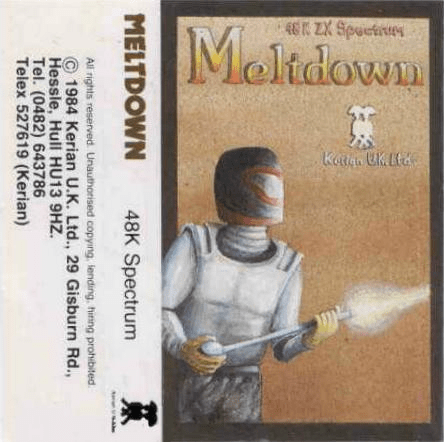 MELTDOWN
48K Spectrum
All rights reserved. Unauthorised copying, lending, hiring prohibited.
© 1984 Kerian U.K. Ltd., 29 Gisburn Rd.,
Hessle, Hull HU13 9HZ.
Tel. (0482) 643786
Telex 527619 (Kerian)
48K ZX Spectrum
Meltdown
Kerian U.K. Ltd.